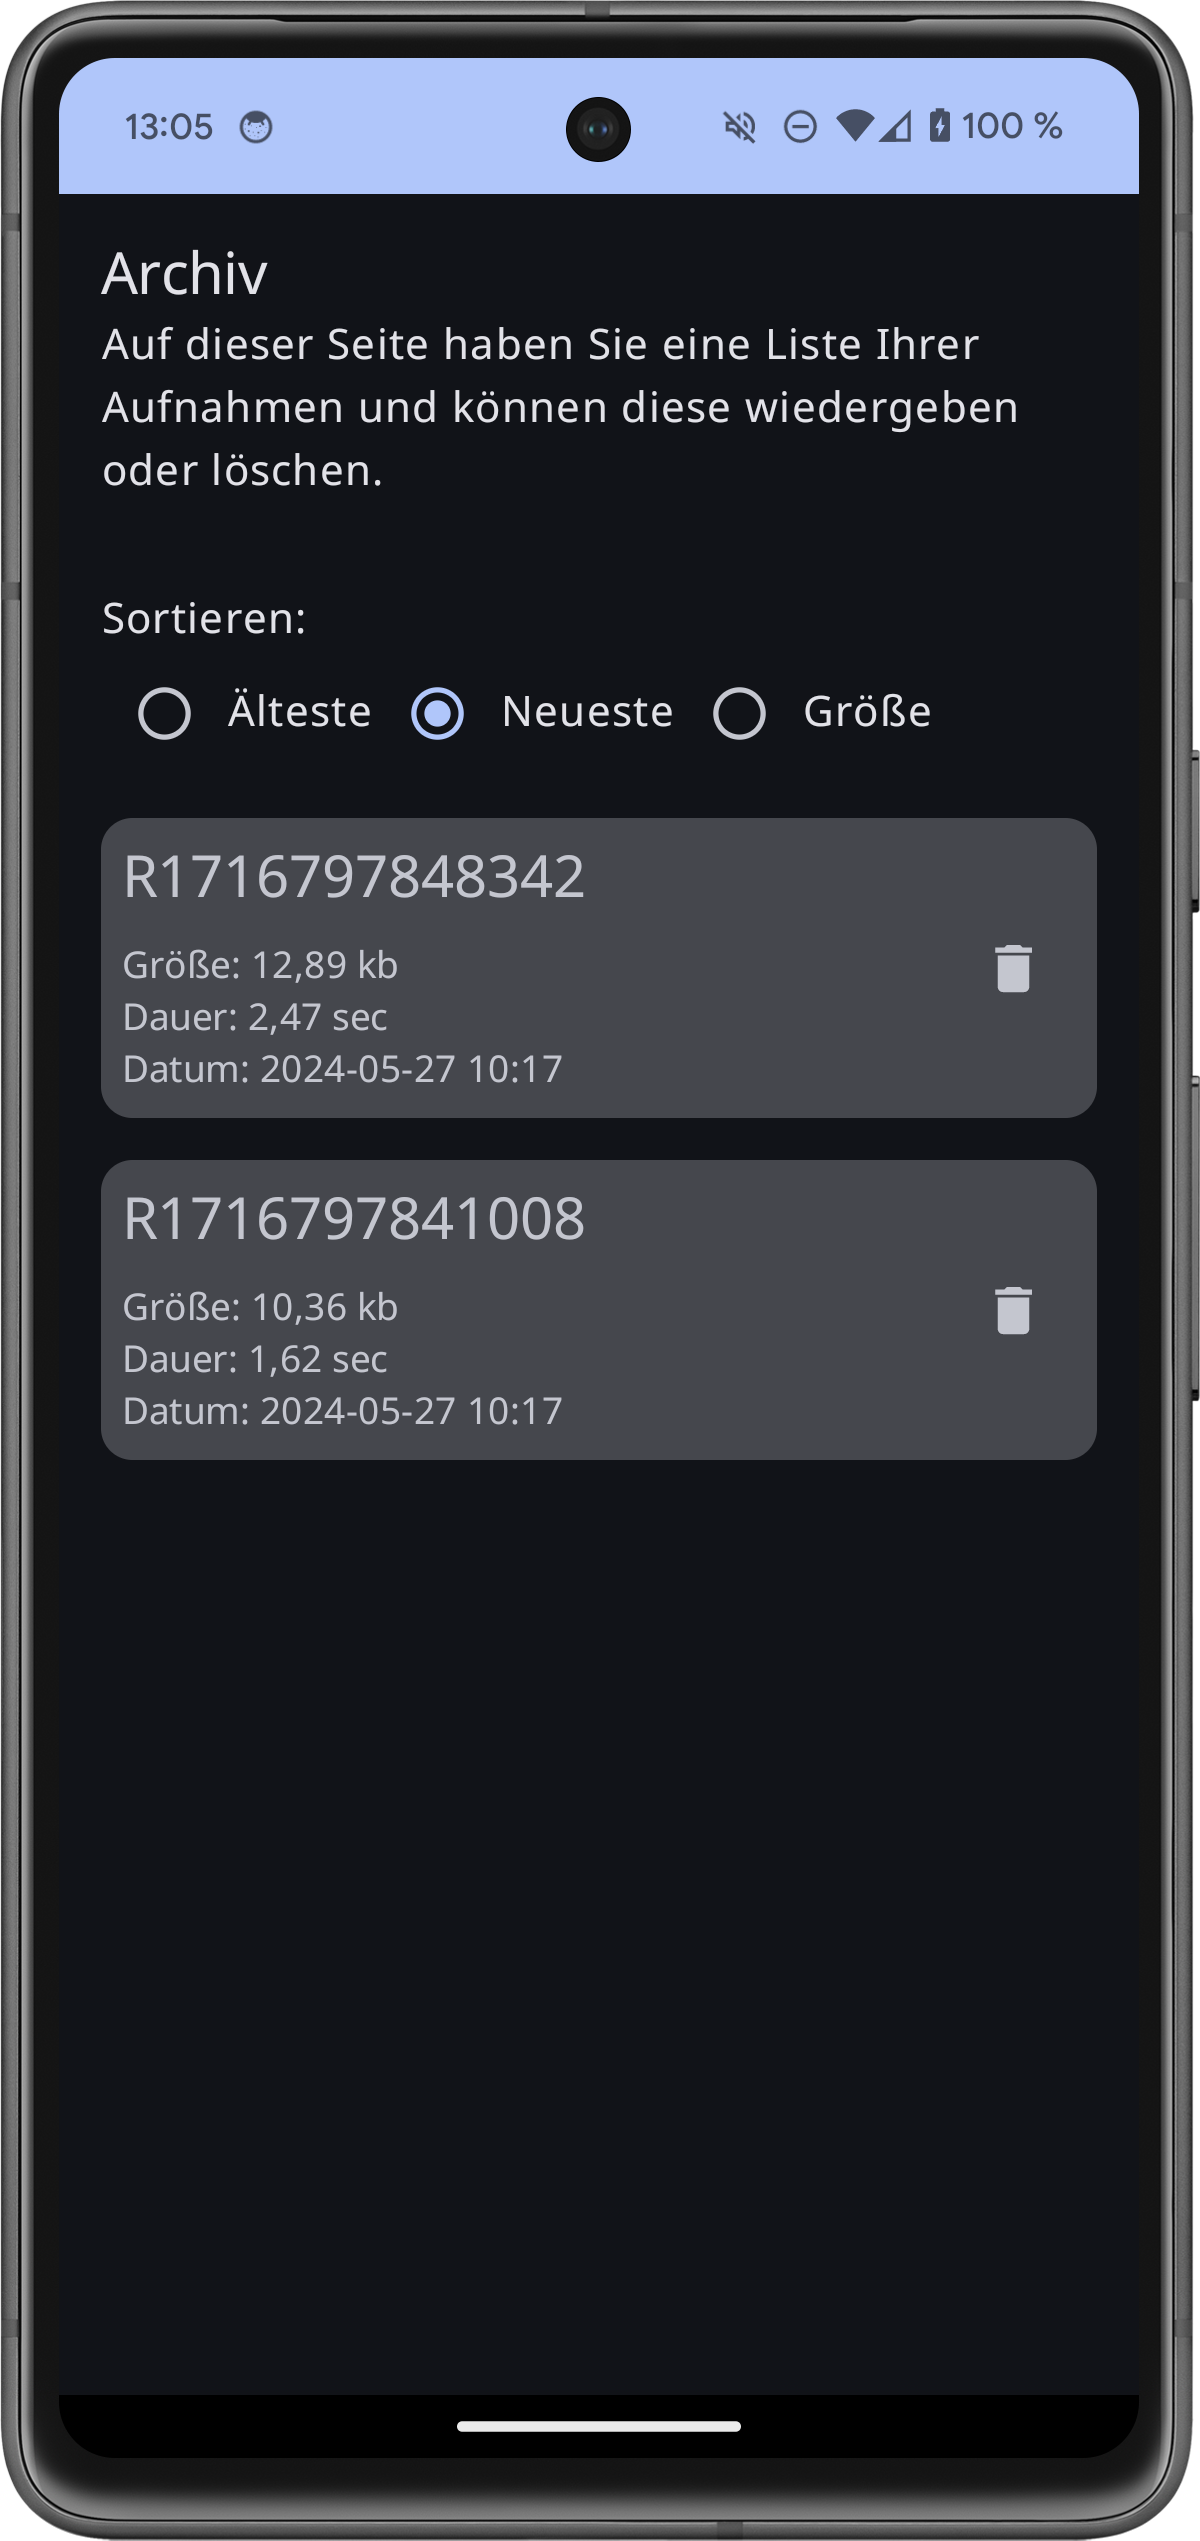 13:05
100 %
Archiv
Auf dieser Seite haben Sie eine Liste Ihrer
Aufnahmen und können diese wiedergeben
oder löschen.
Sortieren:
Älteste Neueste Größe
R1716797848342
Größe: 12,89 kb
Dauer: 2,47 sec
Datum: 2024-05-27 10:17
R1716797841008
Größe: 10,36 kb
Dauer: 1,62 sec
Datum: 2024-05-27 10:17